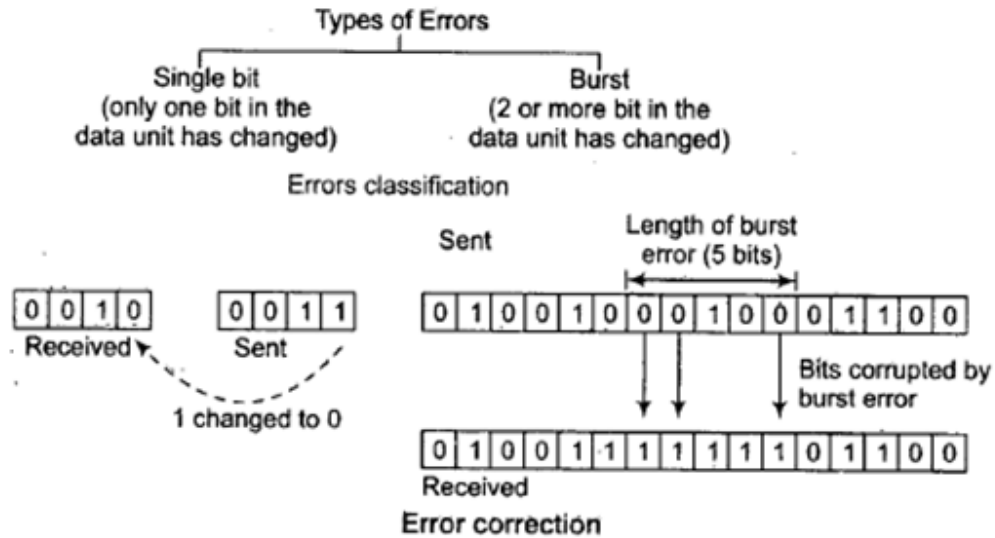 Types of Errors
Single bit
(only one bit in the
data unit has changed)
Burst
(2 or more bit in the
data unit has changed)
Errors classification
0 0 1 0
Received
0 0 1 1
Sent
1 changed to 0
Sent
Length of burst
error (5 bits)
0 1 0 0 1 0 0 0 1 0 0 0 1 1 0 0
Bits corrupted by
burst error
0 1 0 0 1 1 1 1 1 1 1 0 1 1 0 0
Received
Error correction